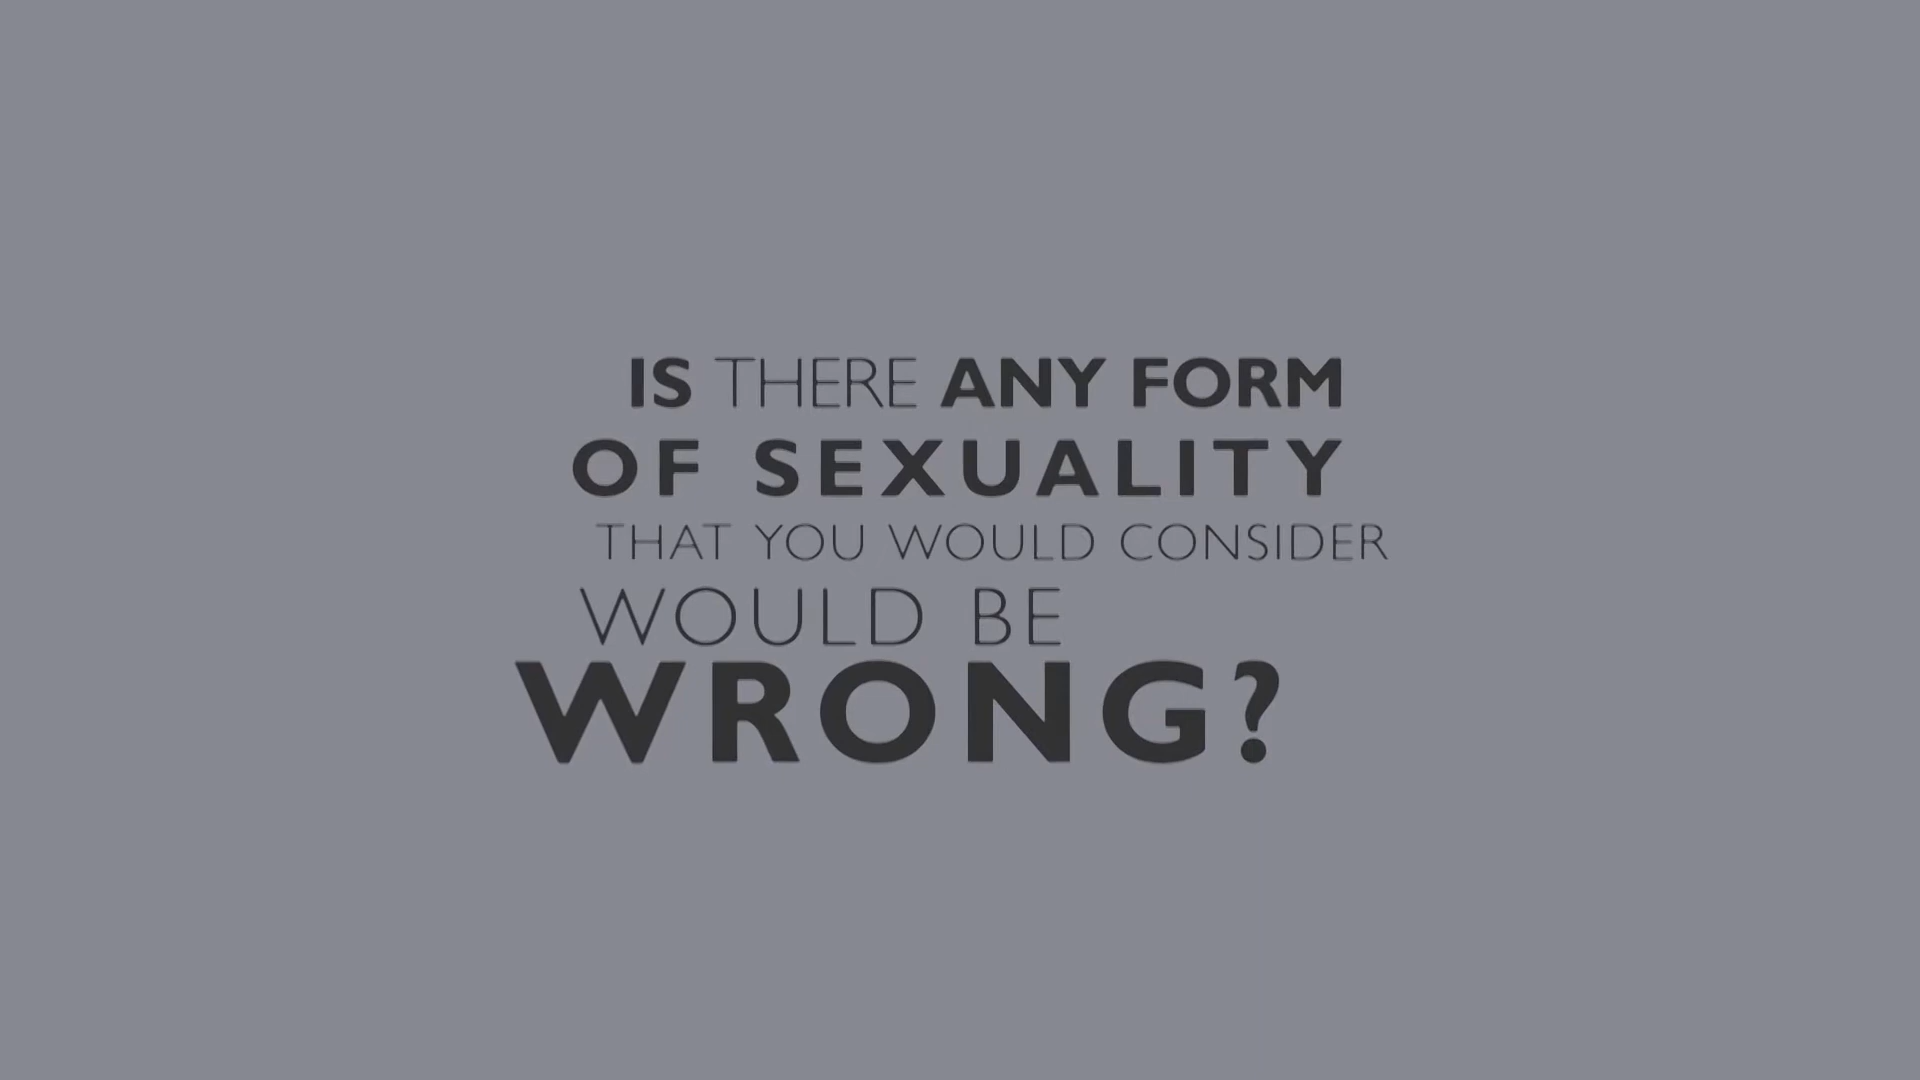 IS THERE ANY FORM
OF SEXUALITY
THAT YOU WOULD CONSIDER
WOULD BE
WRONG?